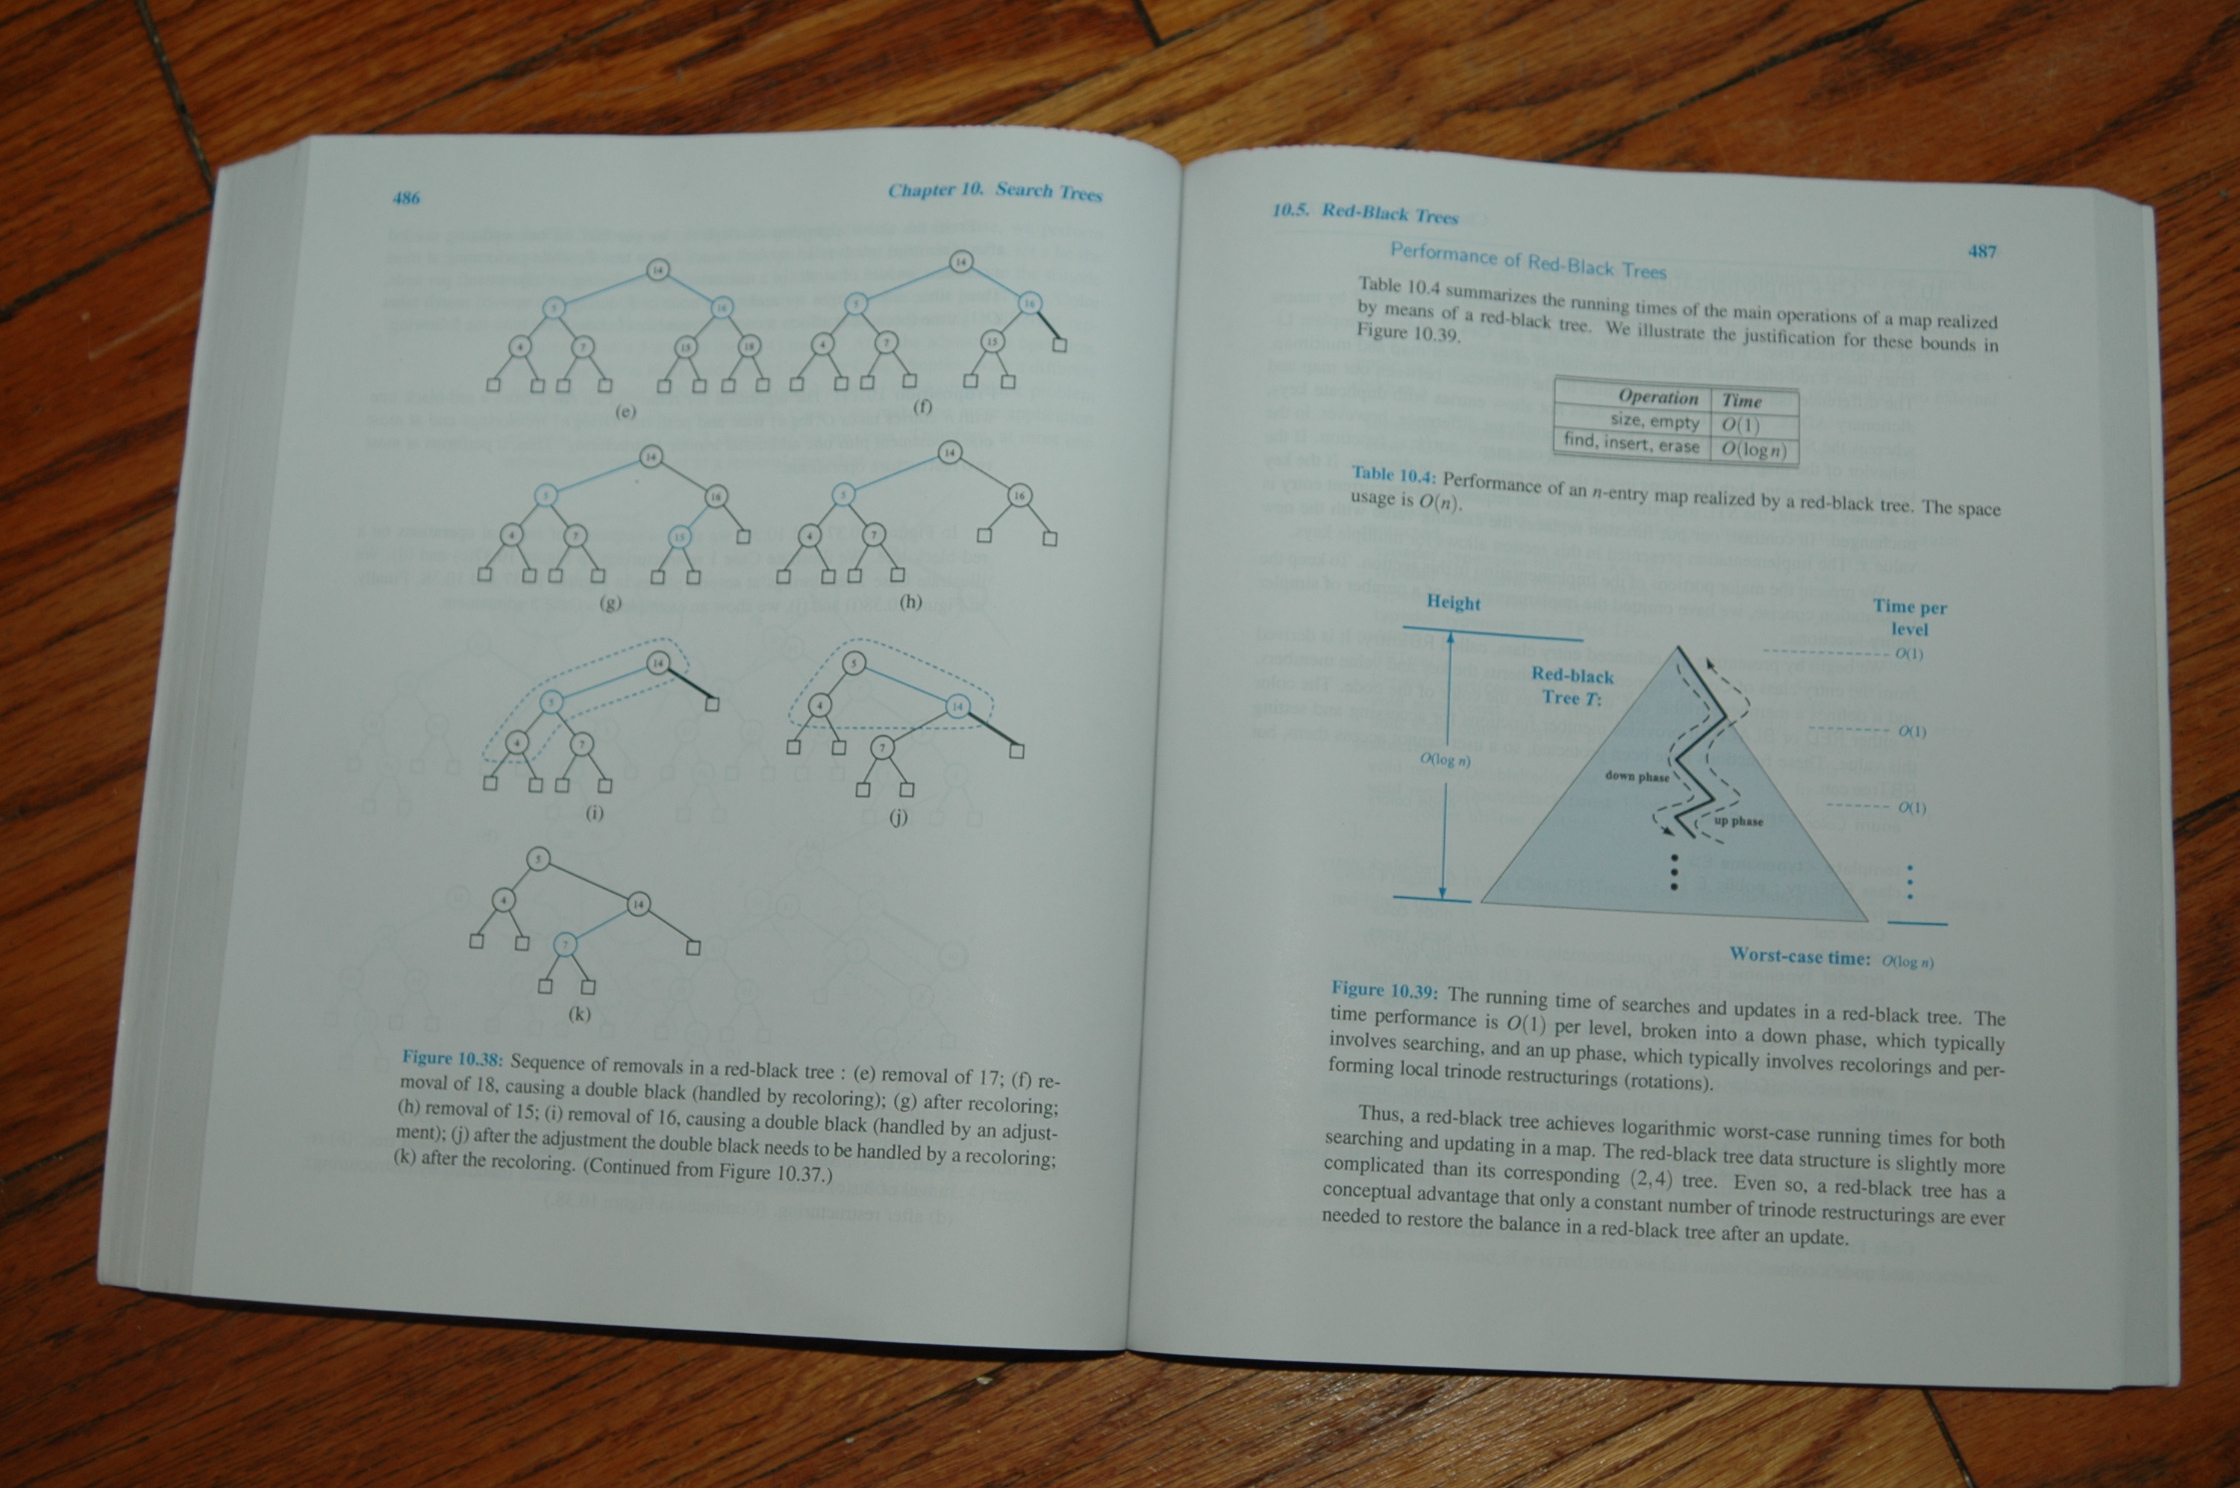 486
Chapter 10. Search Trees
14
5
16
4
7
15
18
(e)
14
5
16
4
7
15
(f)
14
5
16
4
7
15
(g)
14
5
16
4
7
(h)
14
5
4
7
(i)
5
4
14
7
(j)
5
4
14
7
(k)
Figure 10.38: Sequence of removals in a red-black tree : (e) removal of 17; (f) re-
moval of 18, causing a double black (handled by recoloring); (g) after recoloring;
(h) removal of 15; (i) removal of 16, causing a double black (handled by an adjust-
ment); (j) after the adjustment the double black needs to be handled by a recoloring;
(k) after the recoloring. (Continued from Figure 10.37.)
10.5. Red-Black Trees
487
Performance of Red-Black Trees
Table 10.4 summarizes the running times of the main operations of a map realized
by means of a red-black tree. We illustrate the justification for these bounds in
Figure 10.39.
Operation Time
size, empty O(1)
find, insert, erase O(log n)
Table 10.4: Performance of an n-entry map realized by a red-black tree. The space
usage is O(n).
Height
Time per
level
Red-black
Tree T:
O(1)
O(1)
O(1)
O(log n)
down phase
up phase
Worst-case time: O(log n)
Figure 10.39: The running time of searches and updates in a red-black tree. The
time performance is O(1) per level, broken into a down phase, which typically
involves searching, and an up phase, which typically involves recolorings and per-
forming local trinode restructurings (rotations).
Thus, a red-black tree achieves logarithmic worst-case running times for both
searching and updating in a map. The red-black tree data structure is slightly more
complicated than its corresponding (2,4) tree. Even so, a red-black tree has a
conceptual advantage that only a constant number of trinode restructurings are ever
needed to restore the balance in a red-black tree after an update.